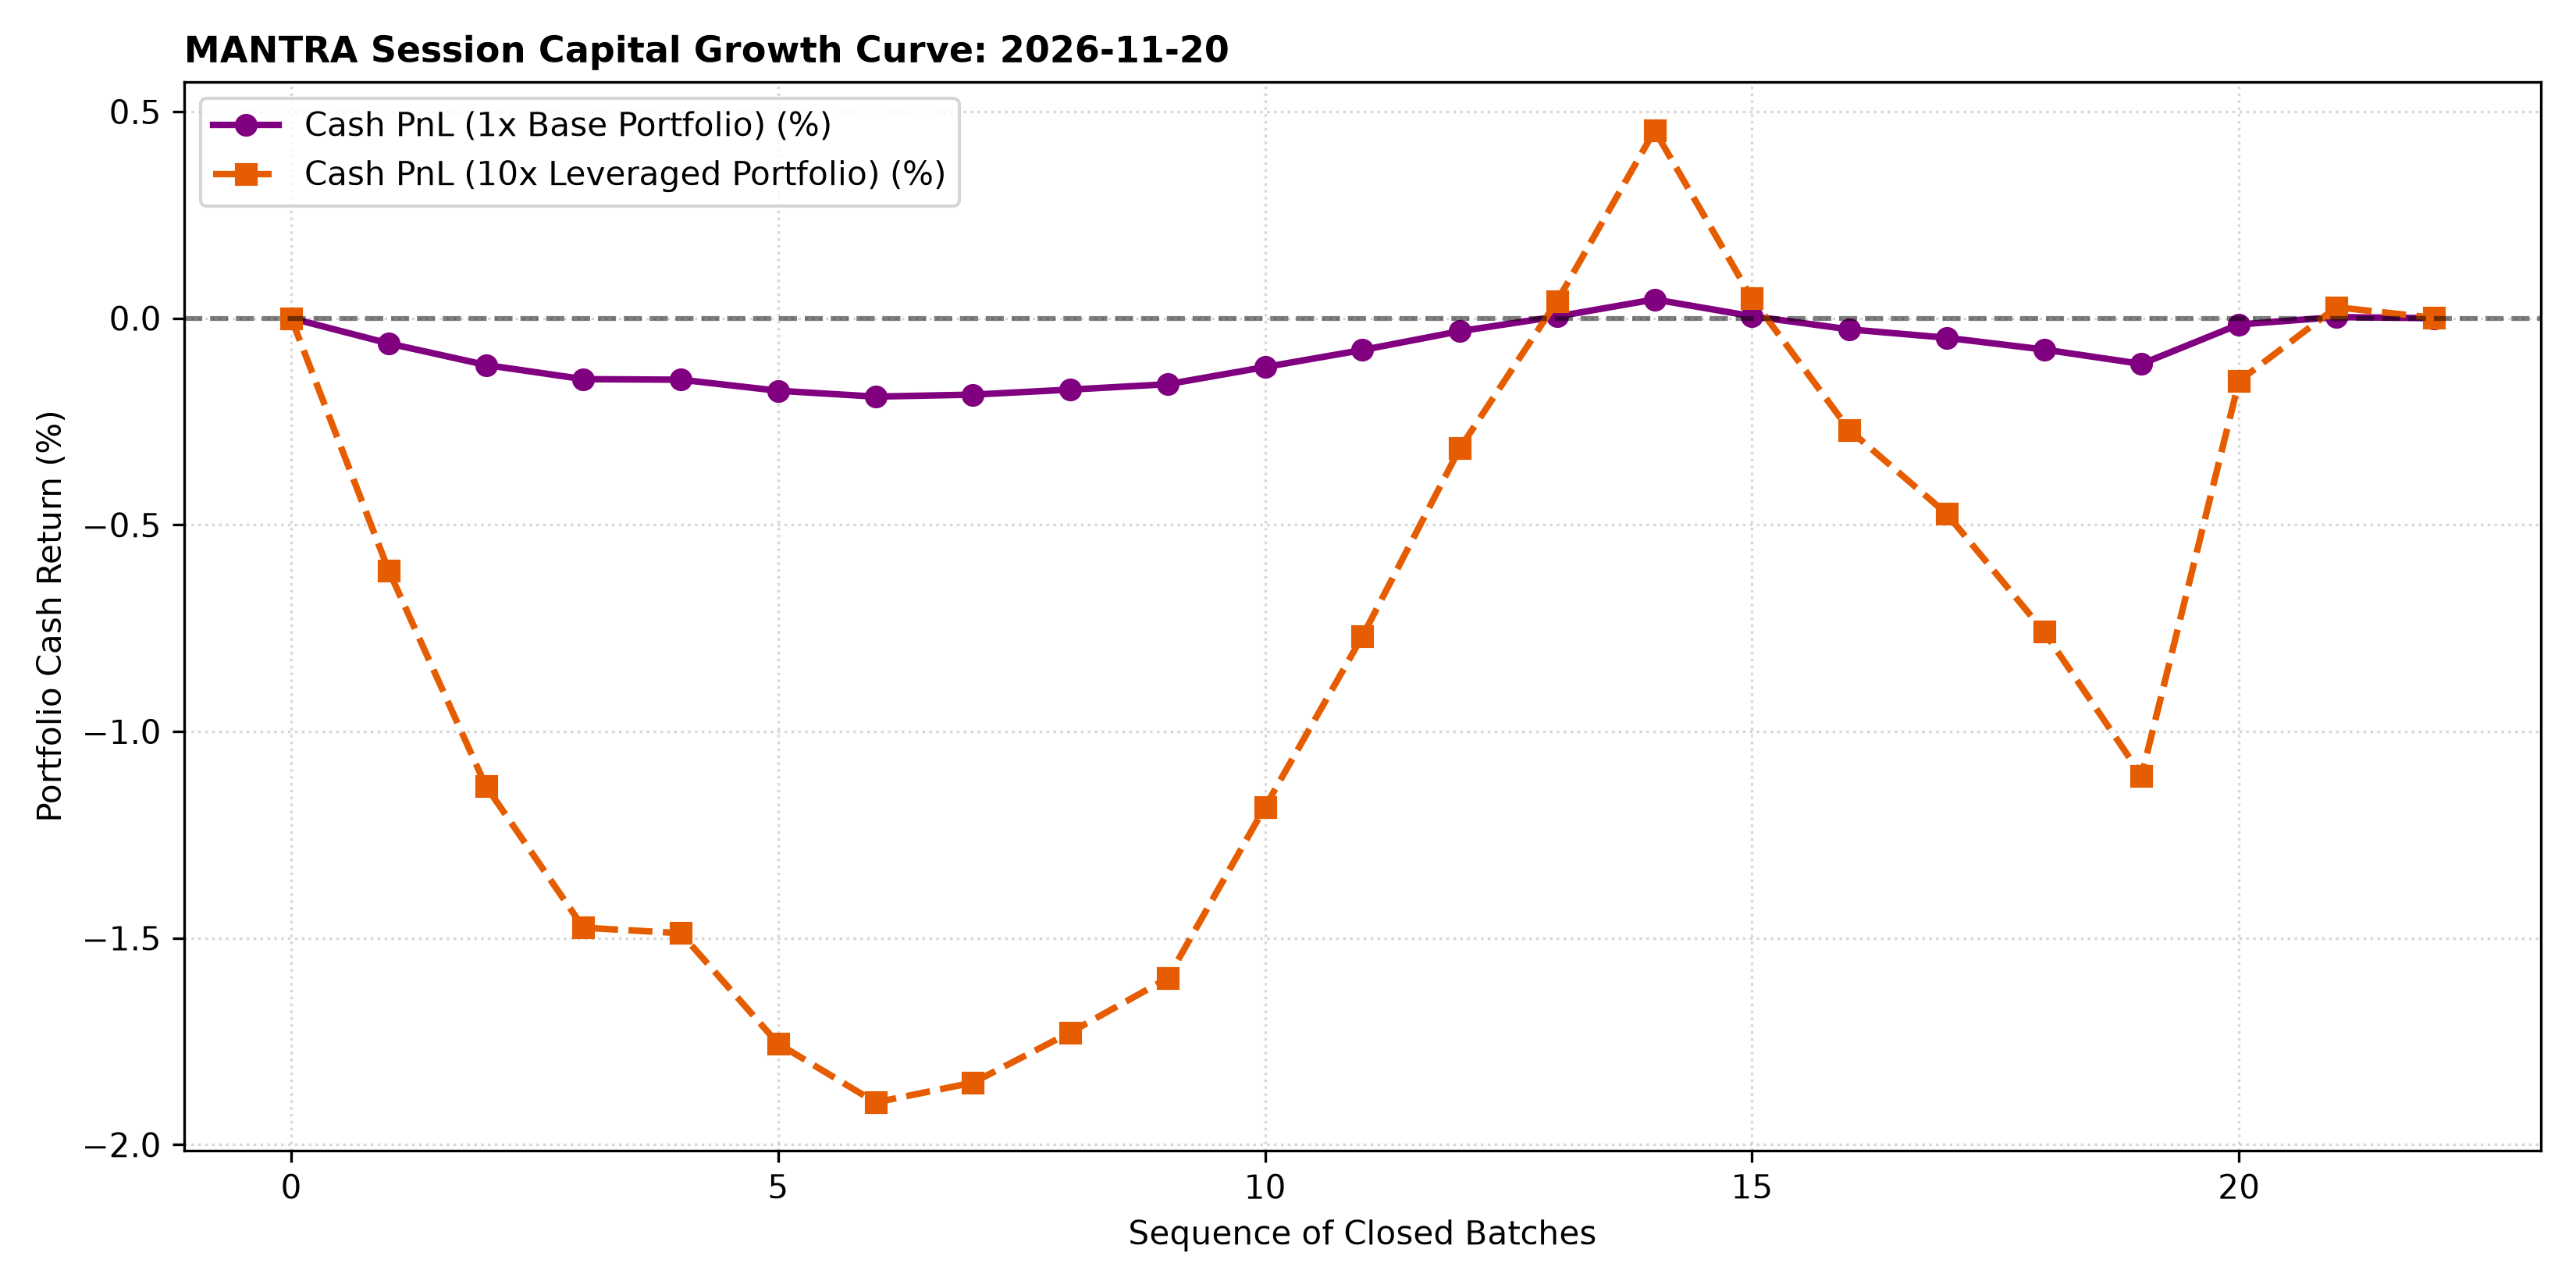 MANTRA Session Capital Growth Curve: 2026-11-20
Cash PnL (1x Base Portfolio) (%)
Cash PnL (10x Leveraged Portfolio) (%)
Portfolio Cash Return (%)
0.5
0.0
−0.5
−1.0
−1.5
−2.0
0 5 10 15 20
Sequence of Closed Batches